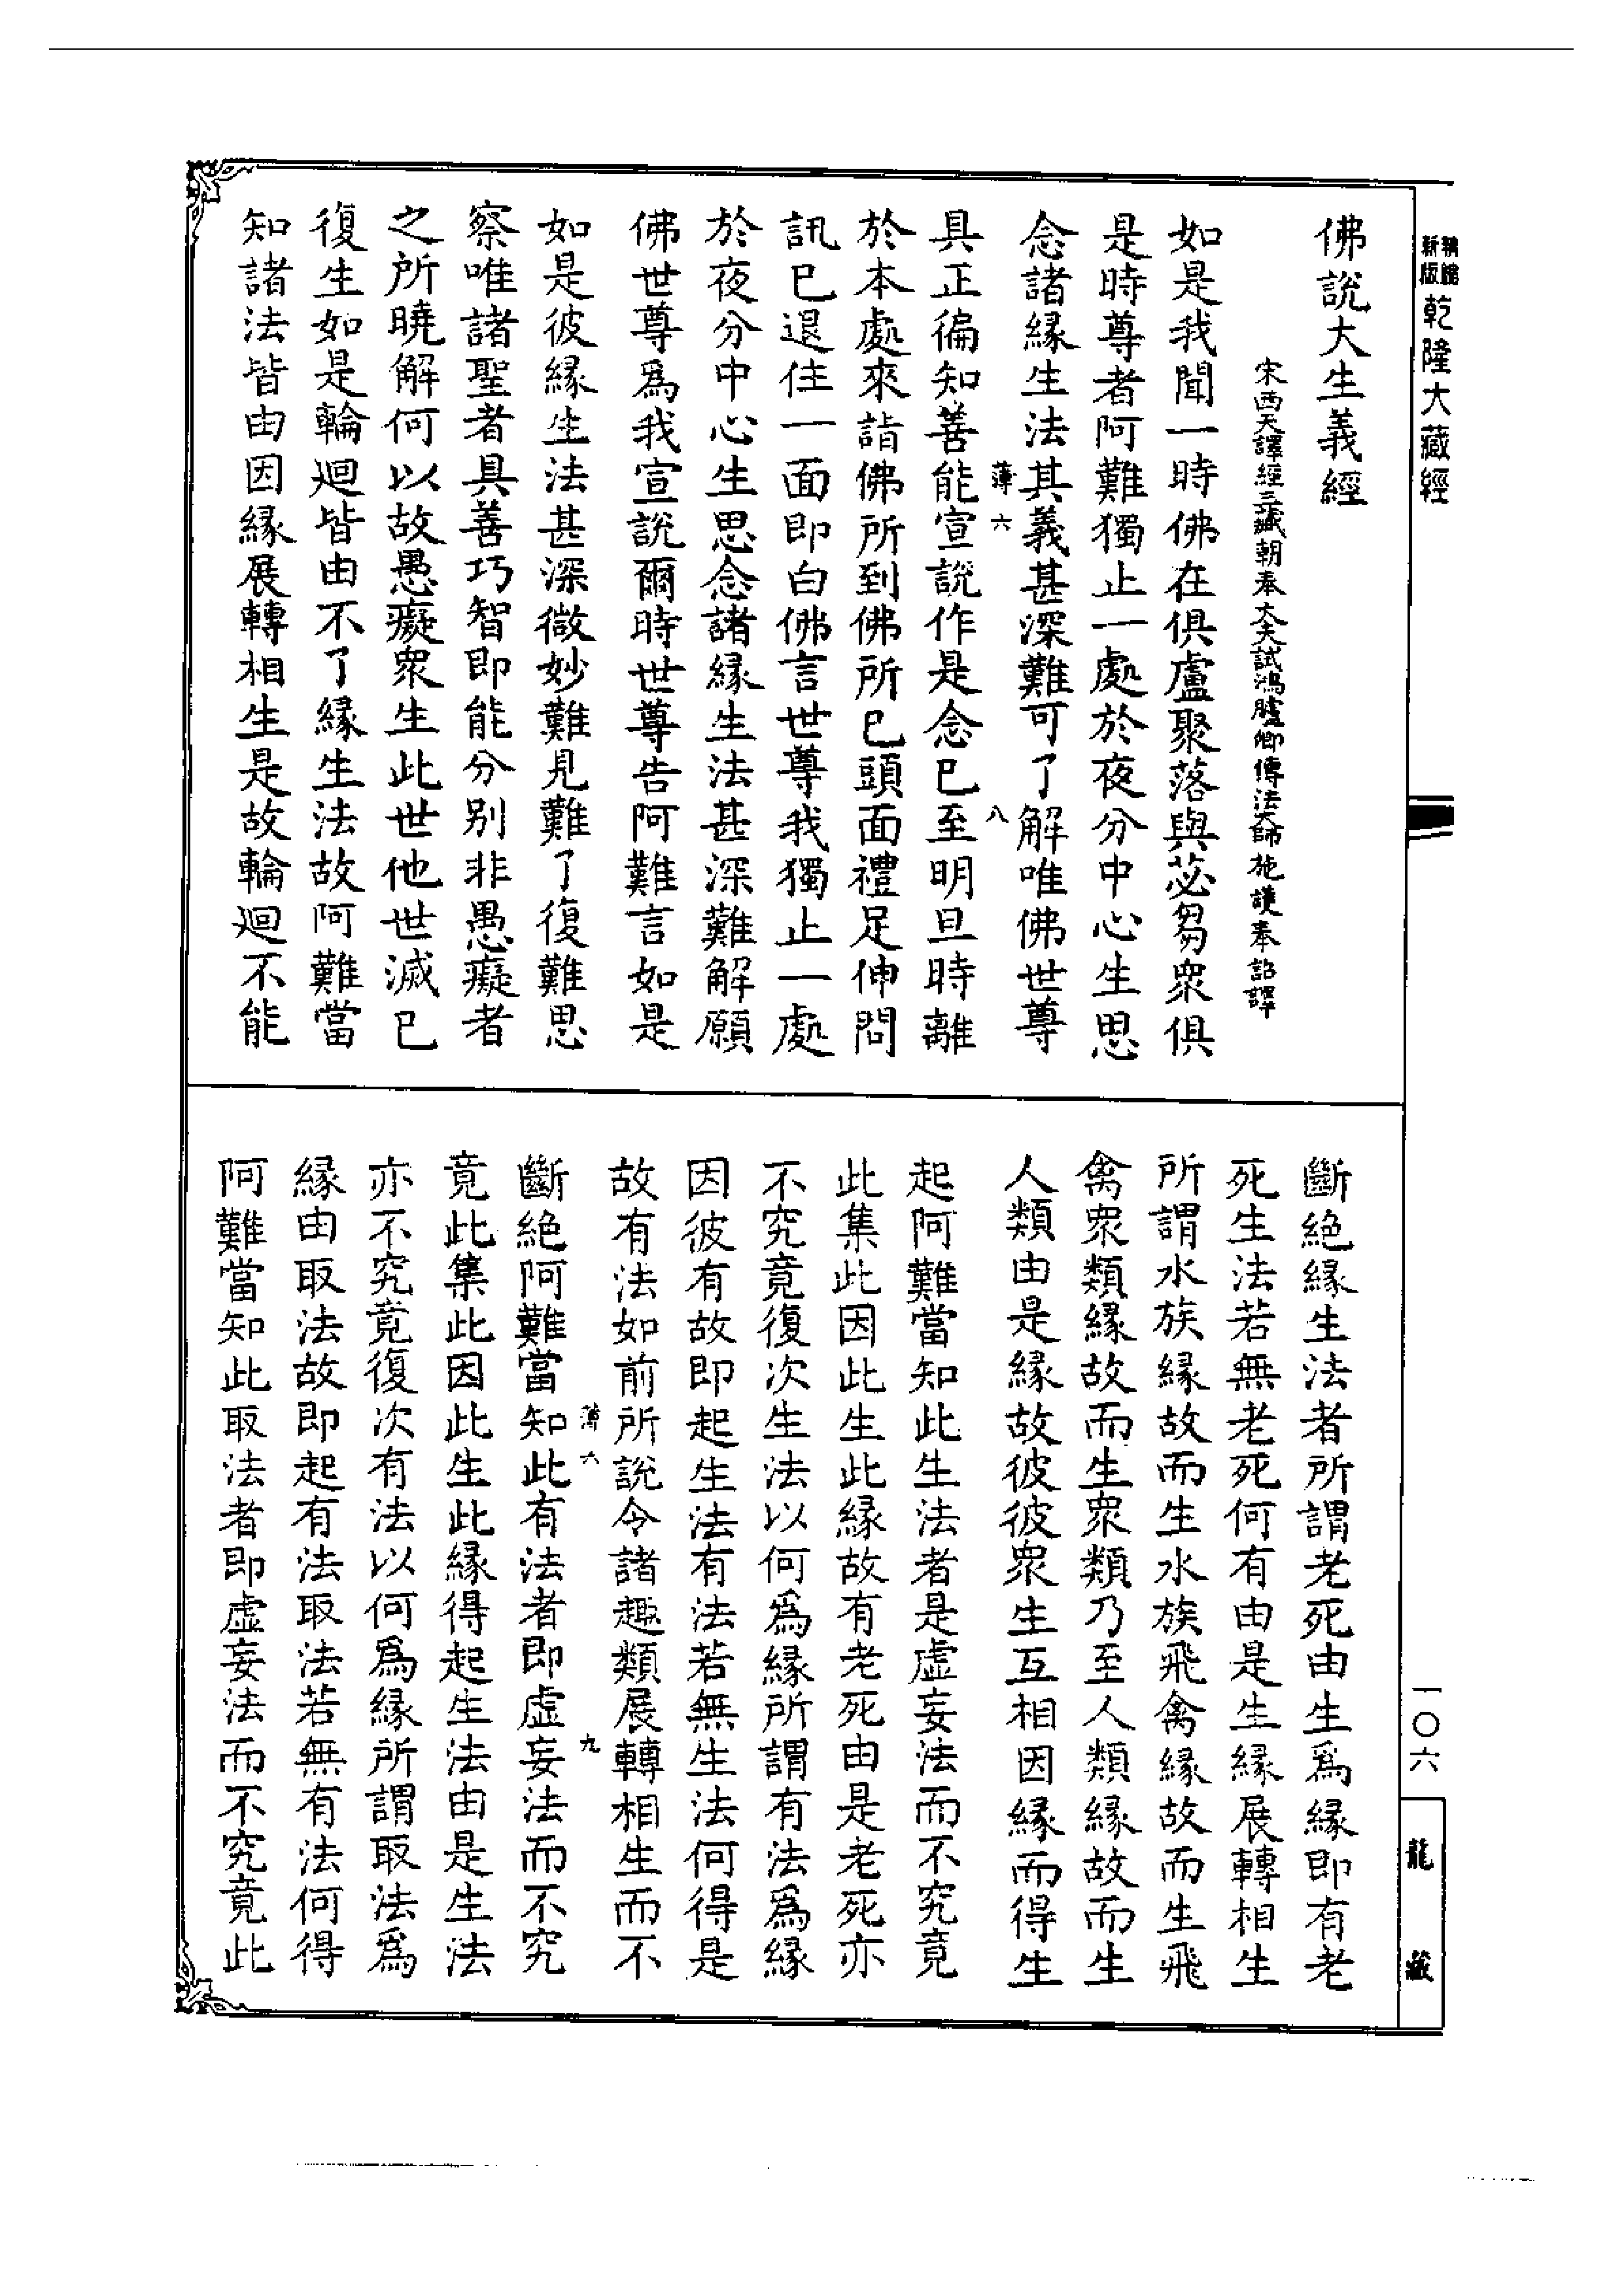 新版
乾隆大藏經
佛說大生義經
宋西天譯經三藏朝奉大夫試鴻臚卿傳法大師施護奉詔譯
如是我聞一時佛在俱盧聚落與苾芻衆俱
是時尊者阿難獨止一處於夜分中心生思
念諸緣生法其義甚深難可了解唯佛世尊
薄六 八
具正徧知善能宣說作是念已至明旦時離
於本處來詣佛所到佛所已頭面禮足伸問
訊已退住一面即白佛言世尊我獨止一處
於夜分中心生思念諸緣生法甚深難解願
佛世尊爲我宣說爾時世尊告阿難言如是
如是彼緣生法甚深微妙難見難了復難思
察唯諸聖者具善巧智即能分別非愚癡者
之所曉解何以故愚癡衆生此世他世滅已
復生如是輪迴皆由不了緣生法故阿難當
知諸法皆由因緣展轉相生是故輪迴不能
斷絕緣生法者所謂老死由生爲緣即有老
死生法若無老死何有由是生緣展轉相生
所謂水族緣故而生水族飛禽緣故而生飛
禽衆類緣故而生衆類乃至人類緣故而生
人類由是緣故彼彼衆生互相因緣而得生
起阿難當知此生法者是虛妄法而不究竟
此集此因此生此緣故有老死由是老死亦
不究竟復次生法以何爲緣所謂有法爲緣
因彼有故即起生法有法若無生法何得是
故有法如前所說令諸趣類展轉相生而不
薄六 九
斷絕阿難當知此有法者即虛妄法而不究
竟此集此因此生此緣得起生法由是生法
亦不究竟復次有法以何爲緣所謂取法爲
緣由取法故即起有法取法若無有法何得
阿難當知此取法者即虛妄法而不究竟此
一〇六
龍藏